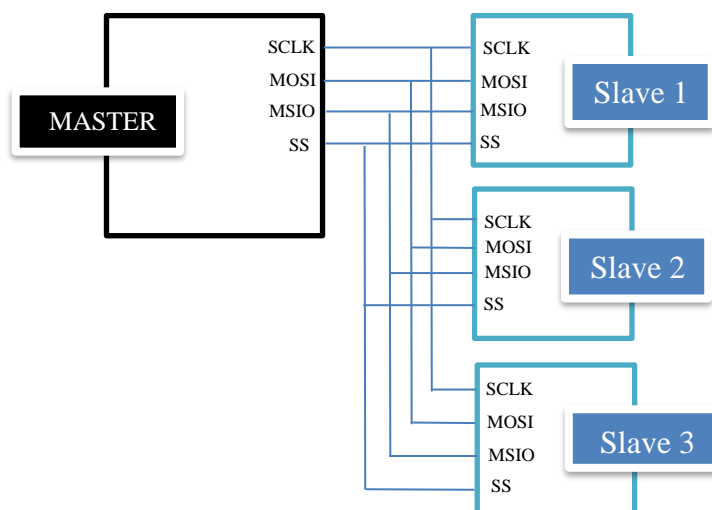 MASTER
SCLK
MOSI
MSIO
SS
SCLK
MOSI
MSIO
SS
Slave 1
SCLK
MOSI
MSIO
SS
Slave 2
SCLK
MOSI
MSIO
SS
Slave 3